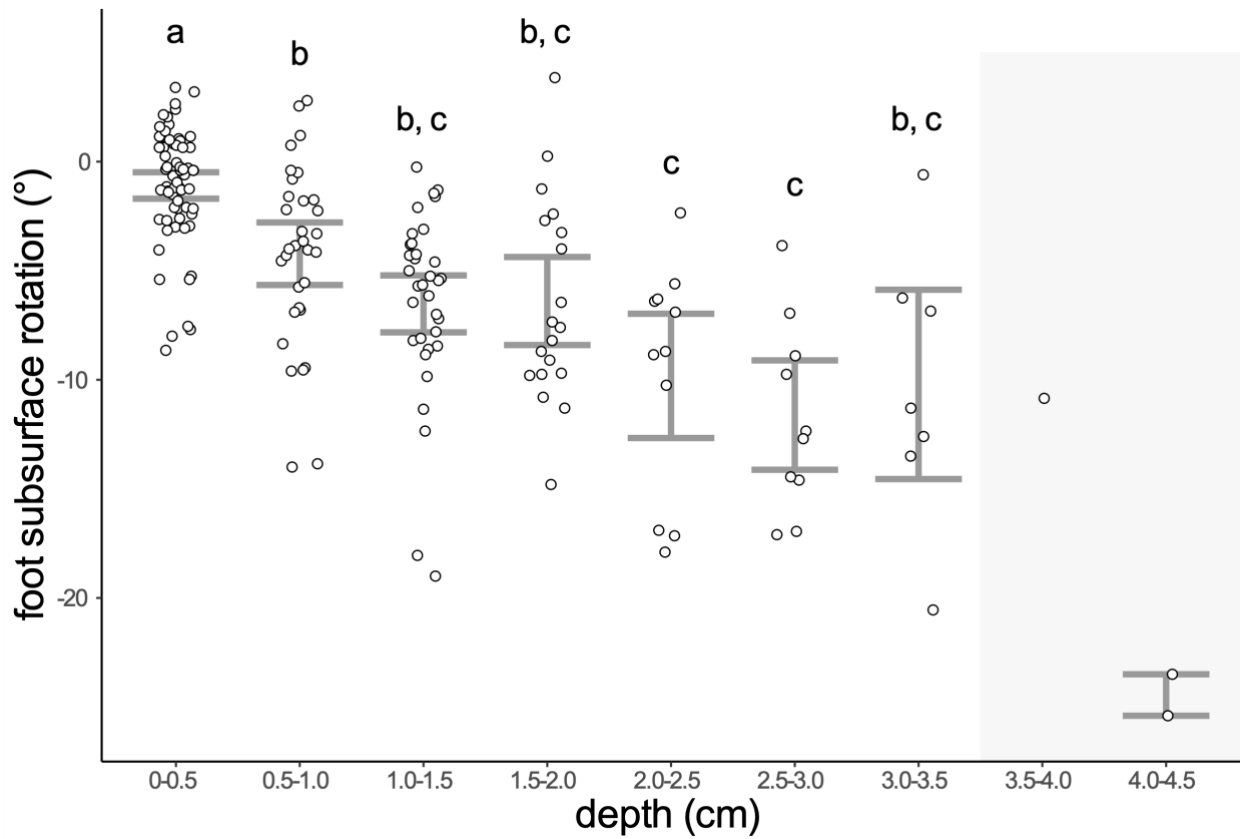 a
b
b, c
b, c
c
c
b, c
foot subsurface rotation (°)
0
-10
-20
0-0.5
0.5-1.0
1.0-1.5
1.5-2.0
2.0-2.5
2.5-3.0
3.0-3.5
3.5-4.0
4.0-4.5
depth (cm)